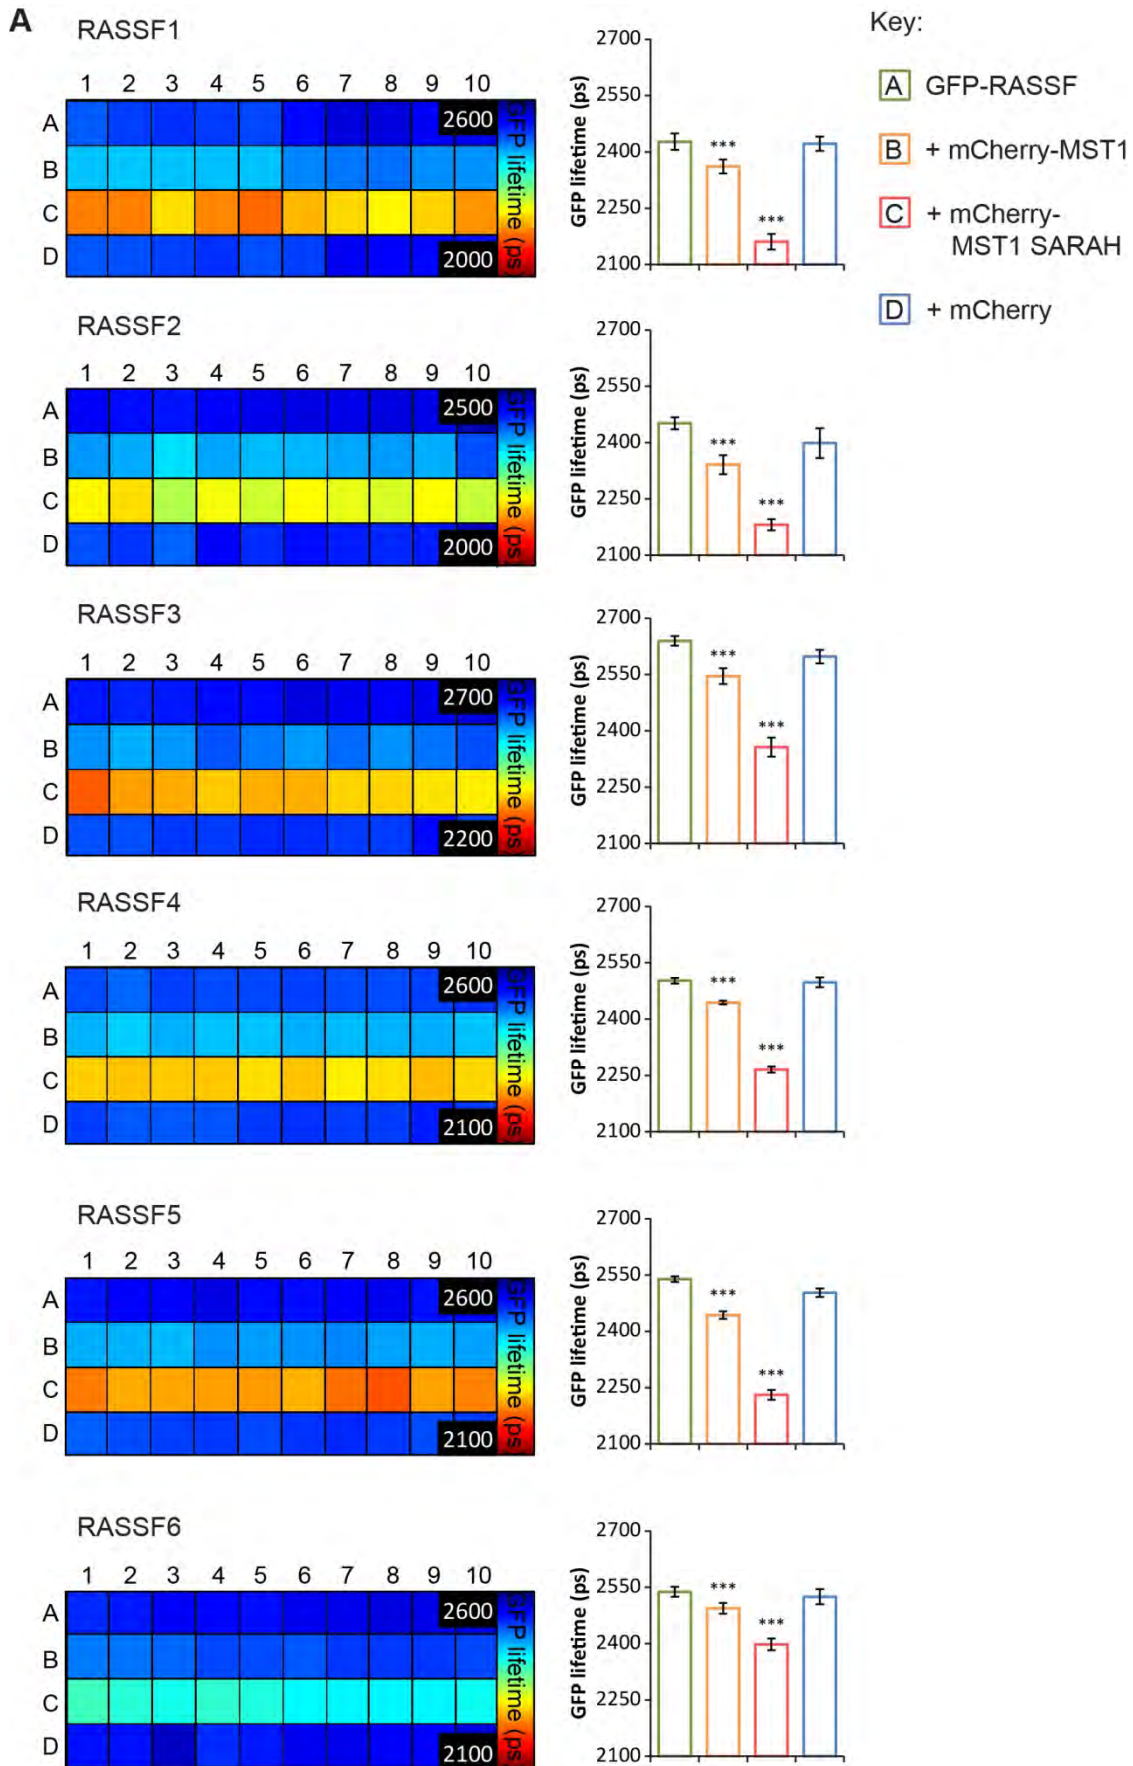 A
RASSF1
1 2 3 4 5 6 7 8 9 10
A
B
C
D
2600
2000
GFP lifetime (ps)
2700
2550
2400
2250
2100
GFP lifetime (ps)
***
***
Key:
A GFP-RASSF
B + mCherry-MST1
C + mCherry-
MST1 SARAH
D + mCherry
RASSF2
1 2 3 4 5 6 7 8 9 10
A
B
C
D
2500
2000
GFP lifetime (ps)
2700
2550
2400
2250
2100
GFP lifetime (ps)
***
***
RASSF3
1 2 3 4 5 6 7 8 9 10
A
B
C
D
2700
2200
GFP lifetime (ps)
2700
2550
2400
2250
2100
GFP lifetime (ps)
***
***
RASSF4
1 2 3 4 5 6 7 8 9 10
A
B
C
D
2600
2100
GFP lifetime (ps)
2700
2550
2400
2250
2100
GFP lifetime (ps)
***
***
RASSF5
1 2 3 4 5 6 7 8 9 10
A
B
C
D
2600
2100
GFP lifetime (ps)
2700
2550
2400
2250
2100
GFP lifetime (ps)
***
***
RASSF6
1 2 3 4 5 6 7 8 9 10
A
B
C
D
2600
2100
GFP lifetime (ps)
2700
2550
2400
2250
2100
GFP lifetime (ps)
***
***